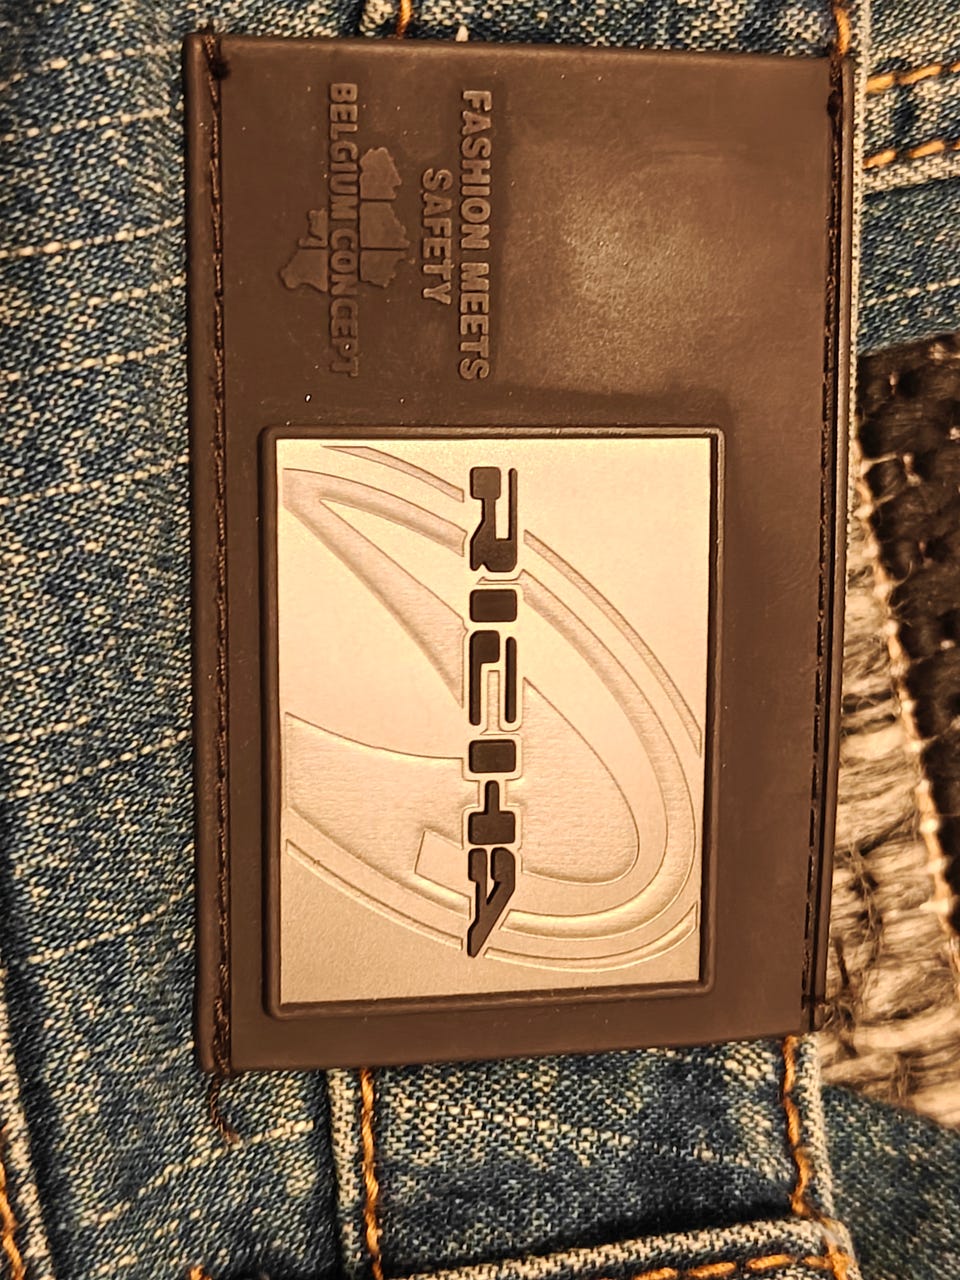 FASHION MEETS
SAFETY
BELGIUM CONCEPT
RICHA